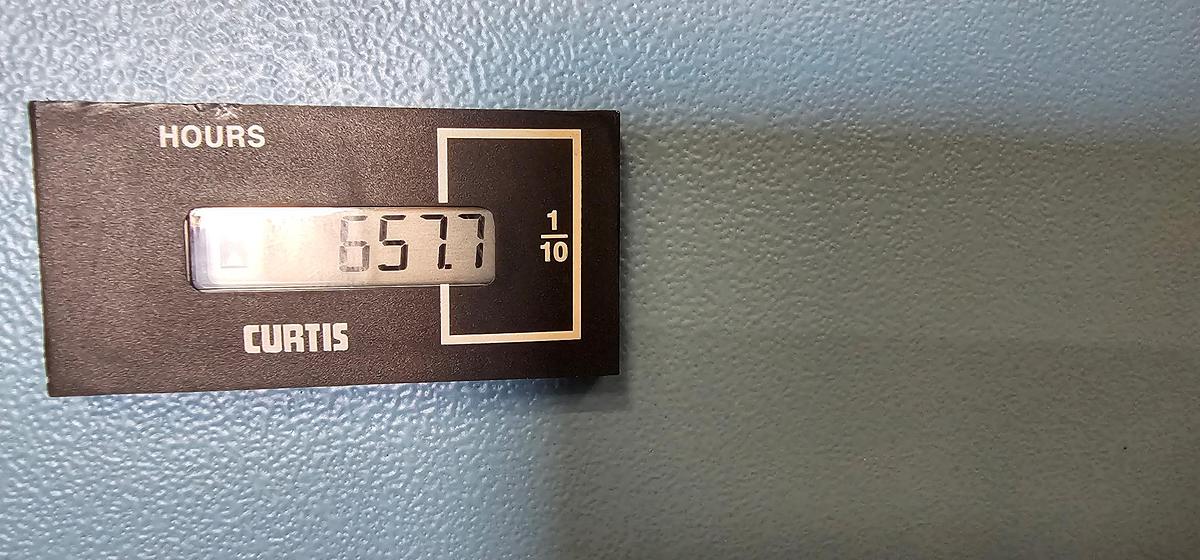 HOURS
657.7
1/10
CURTIS